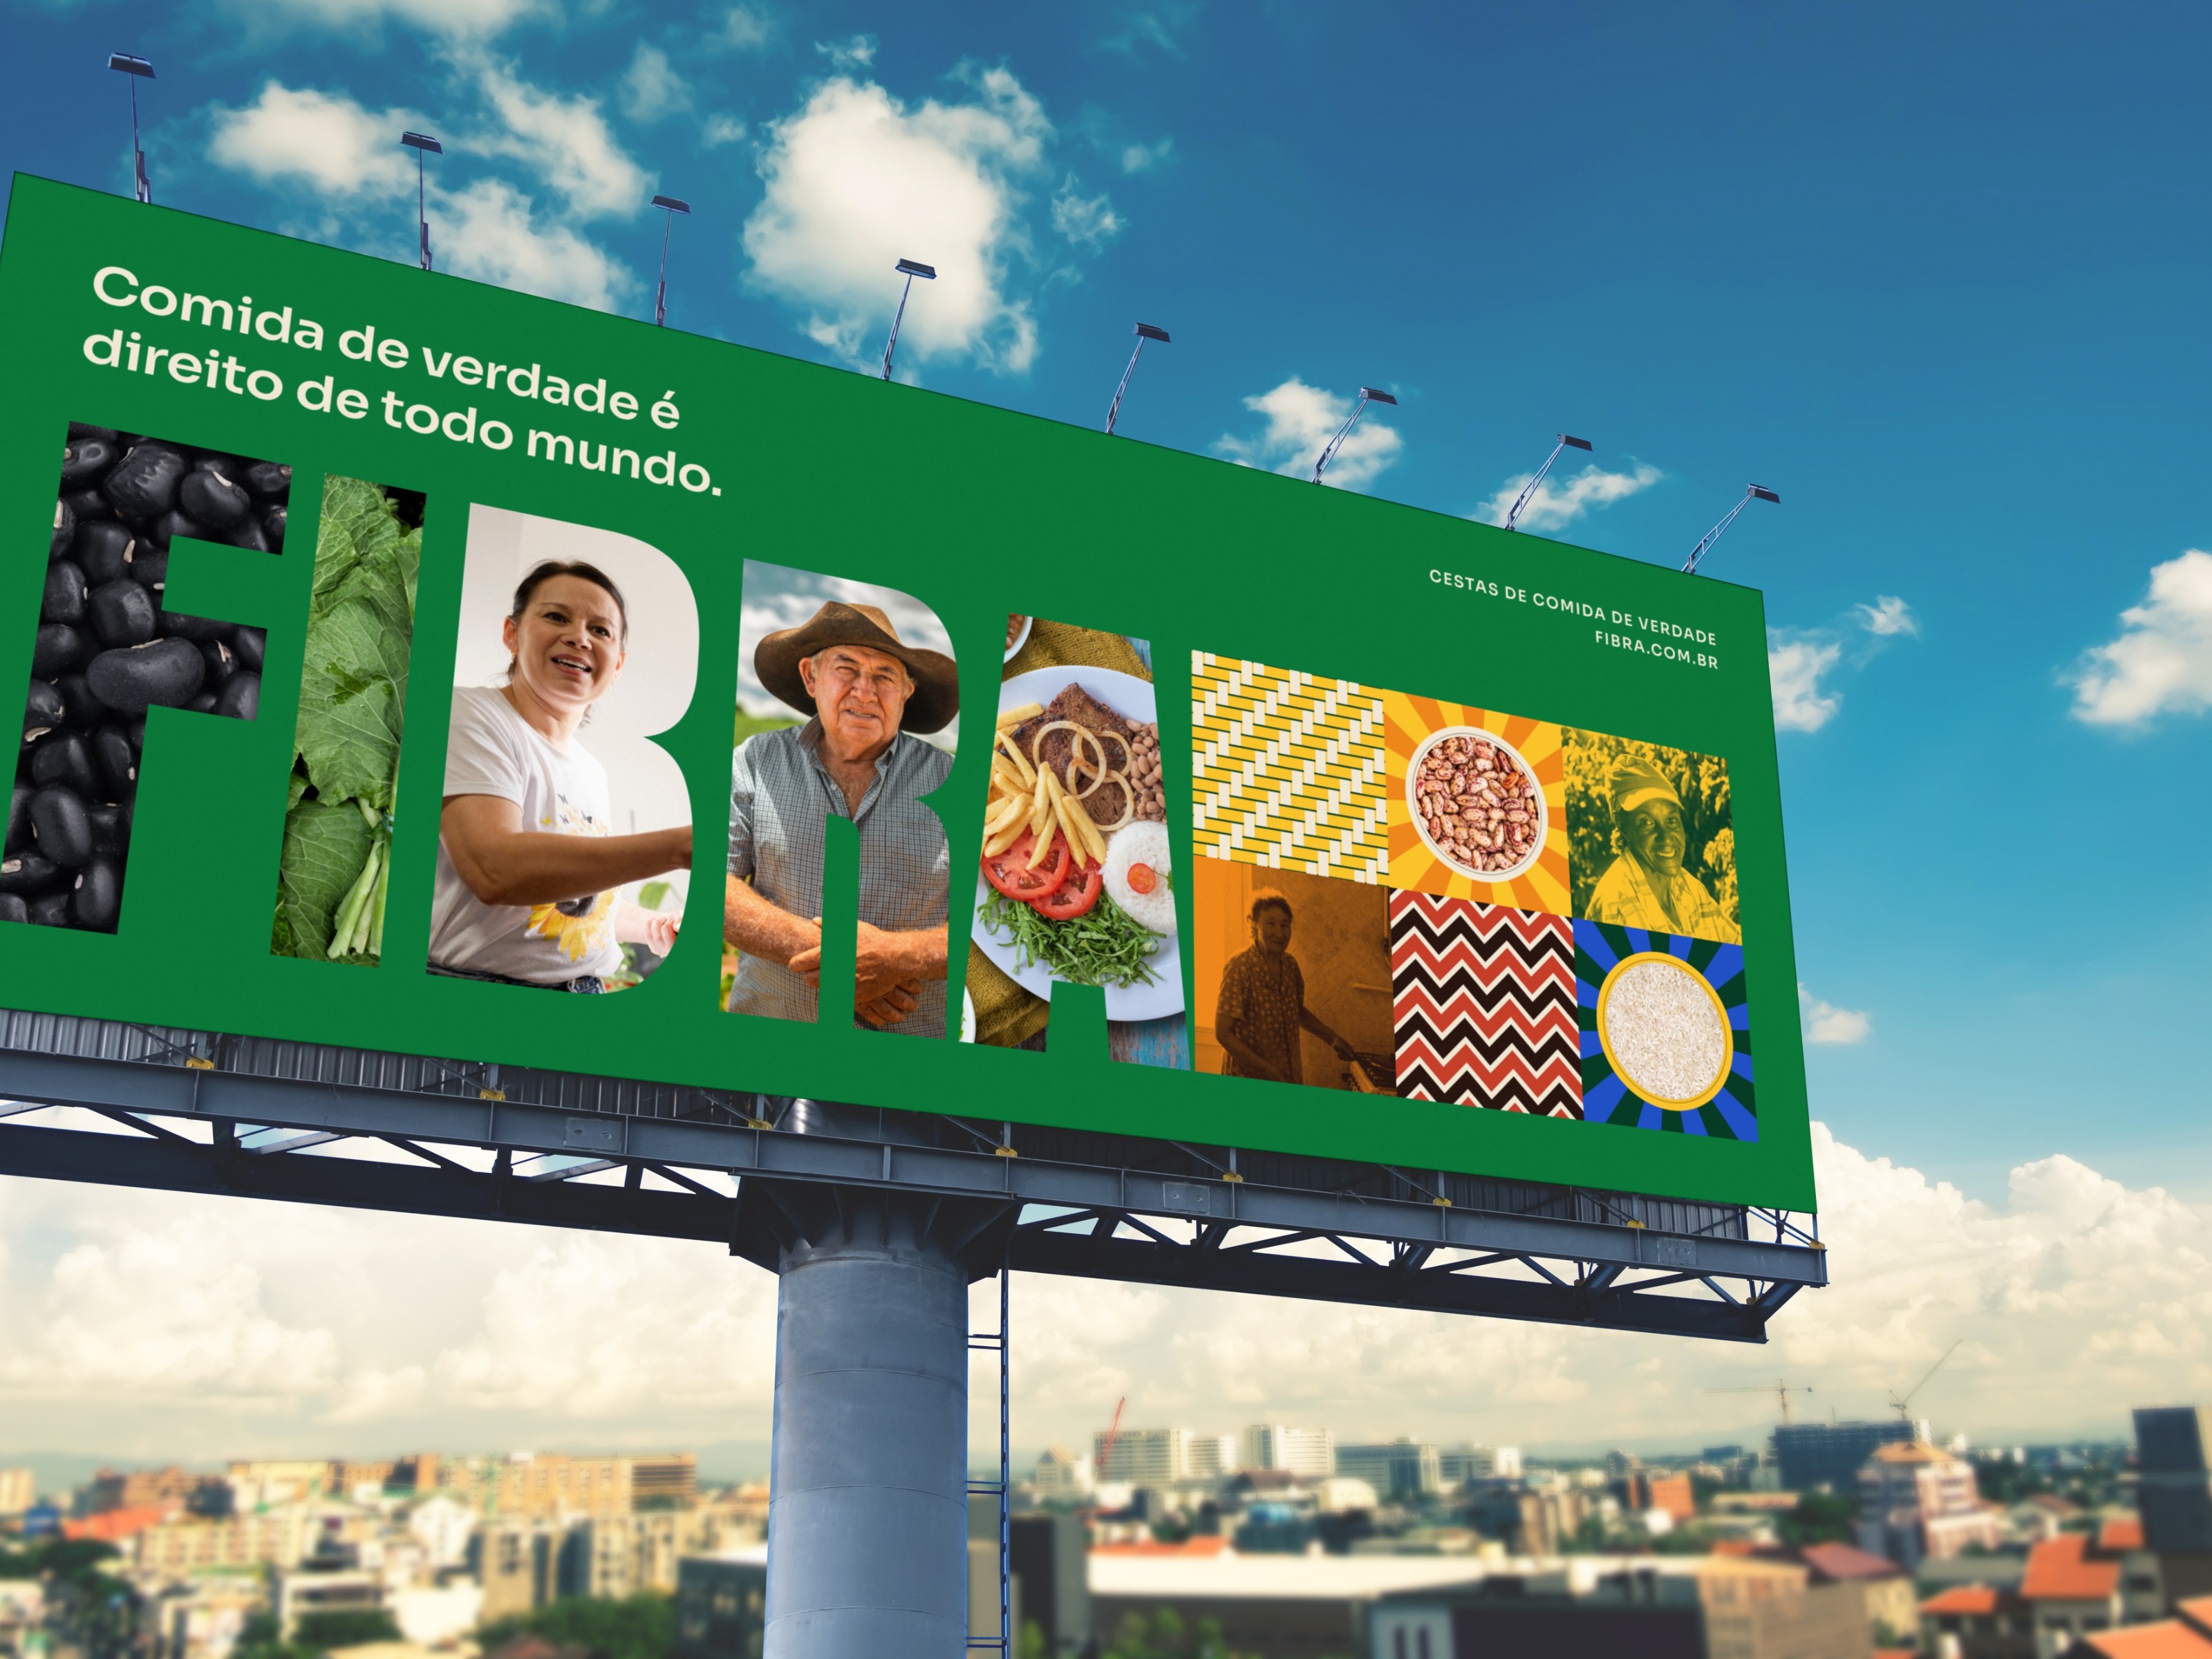 Comida de verdade é
direito de todo mundo.
FIBRA
CESTAS DE COMIDA DE VERDADE
FIBRA.COM.BR